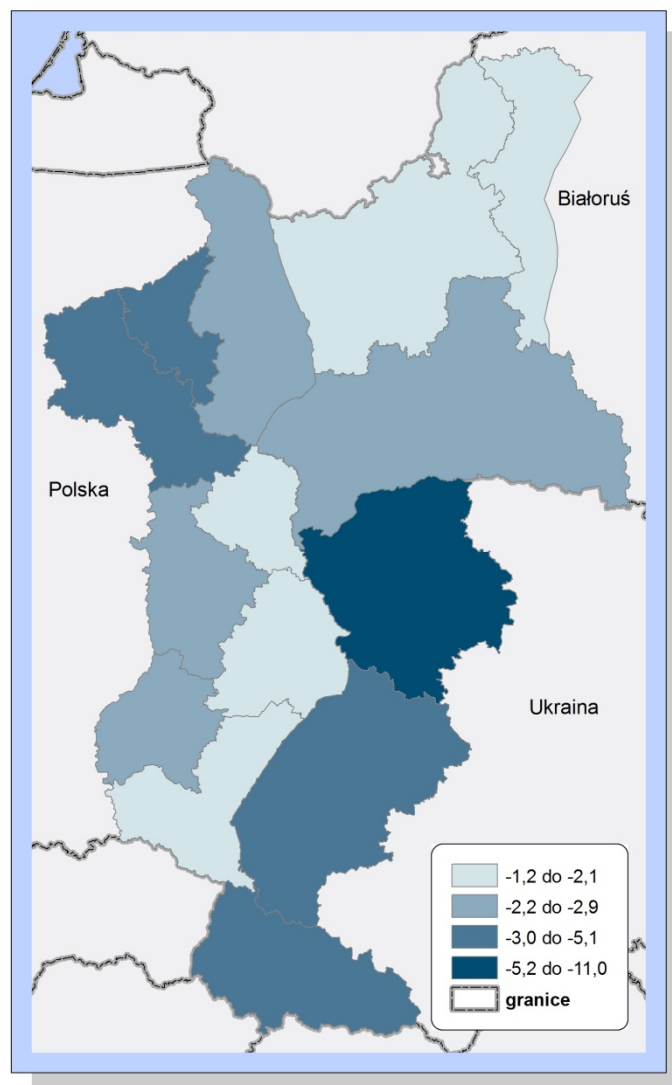 Białoruś
Polska
Ukraina
-1,2 do -2,1
-2,2 do -2,9
-3,0 do -5,1
-5,2 do -11,0
granice